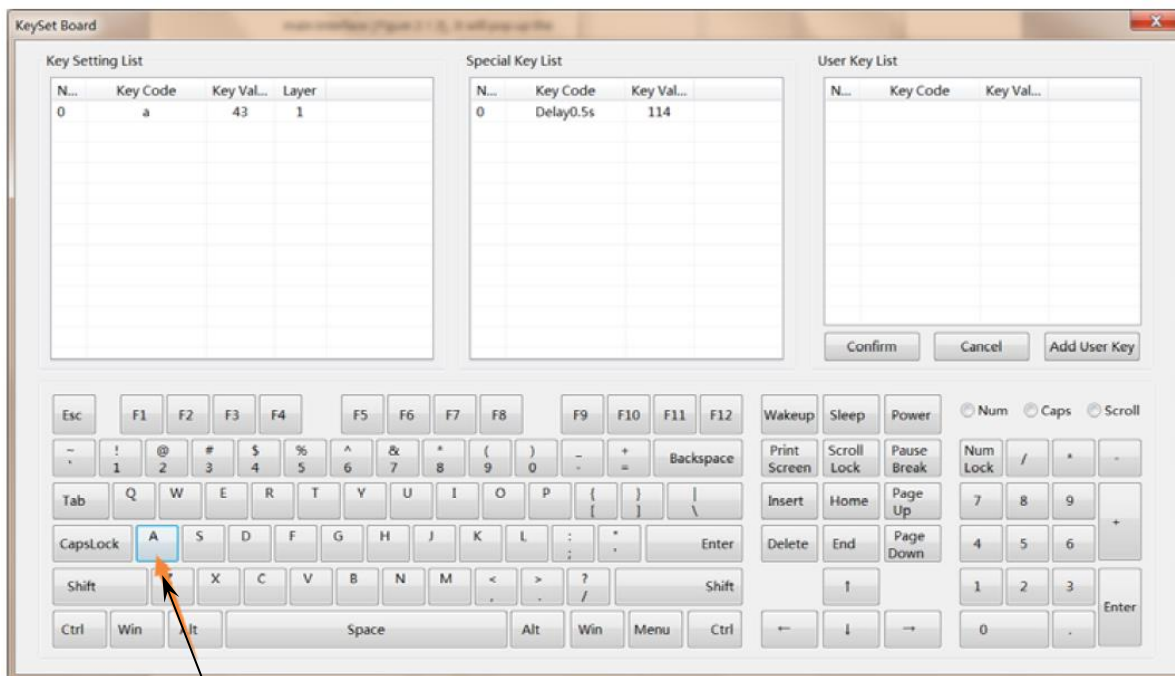 KeySet Board
X
Key Setting List
Special Key List
User Key List
N... Key Code Key Val... Layer
N... Key Code Key Val...
N... Key Code Key Val...
0 a 43 1
0 Delay0.5s 114
Confirm Cancel Add User Key
Esc F1 F2 F3 F4 F5 F6 F7 F8 F9 F10 F11 F12 Wakeup Sleep Power Num Caps Scroll
~ ! @ # $ % ^ & * ( ) _ +
` 1 2 3 4 5 6 7 8 9 0 - = Backspace
Print Screen Scroll Lock Pause Break Num Lock / * -
Tab Q W E R T Y U I O P { [ } ] | \ Insert Home Page Up 7 8 9 +
CapsLock A S D F G H J K L : ; " ' Enter Delete End Page Down 4 5 6
Shift X C V B N M < , > . ? / Shift ↑ 1 2 3 Enter
Ctrl Win Alt Space Alt Win Menu Ctrl ← ↓ → 0 .